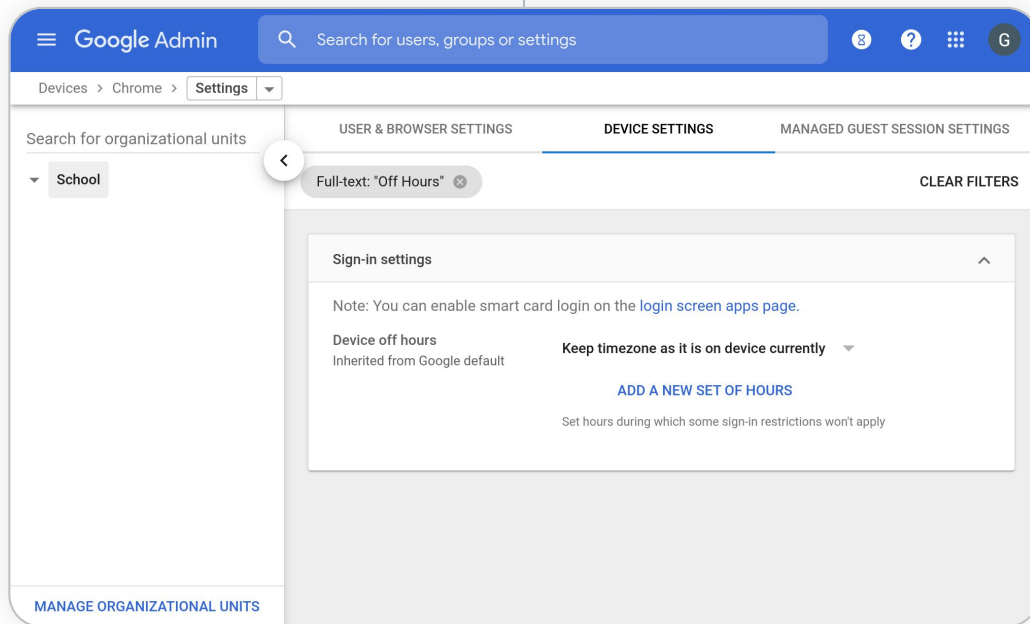 Google Admin
Search for users, groups or settings
G
Devices > Chrome > Settings
Search for organizational units
School
MANAGE ORGANIZATIONAL UNITS
USER & BROWSER SETTINGS
DEVICE SETTINGS
MANAGED GUEST SESSION SETTINGS
Full-text: "Off Hours"
CLEAR FILTERS
Sign-in settings
Note: You can enable smart card login on the login screen apps page.
Device off hours
Inherited from Google default
Keep timezone as it is on device currently
ADD A NEW SET OF HOURS
Set hours during which some sign-in restrictions won't apply